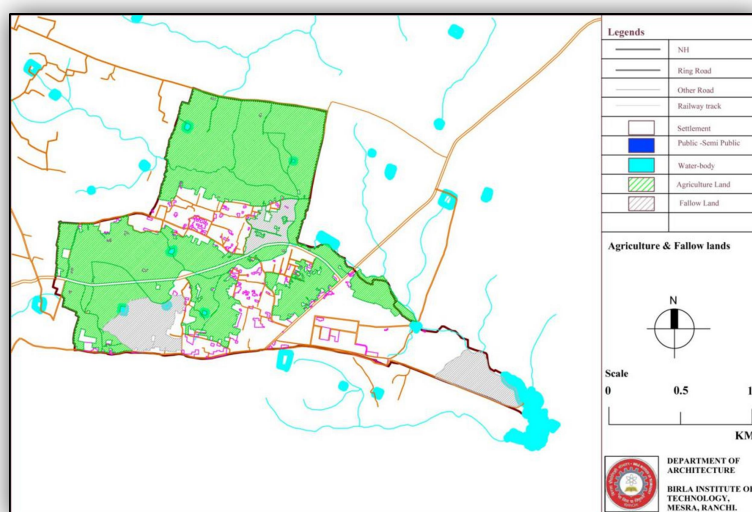 Legends
NH
Ring Road
Other Road
Railway track
Settlement
Public -Semi Public
Water-body
Agriculture Land
Fallow Land
Agriculture & Fallow lands
N
Scale
0 0.5 1
KM
DEPARTMENT OF
ARCHITECTURE
BIRLA INSTITUTE OF
TECHNOLOGY,
MESRA, RANCHI.